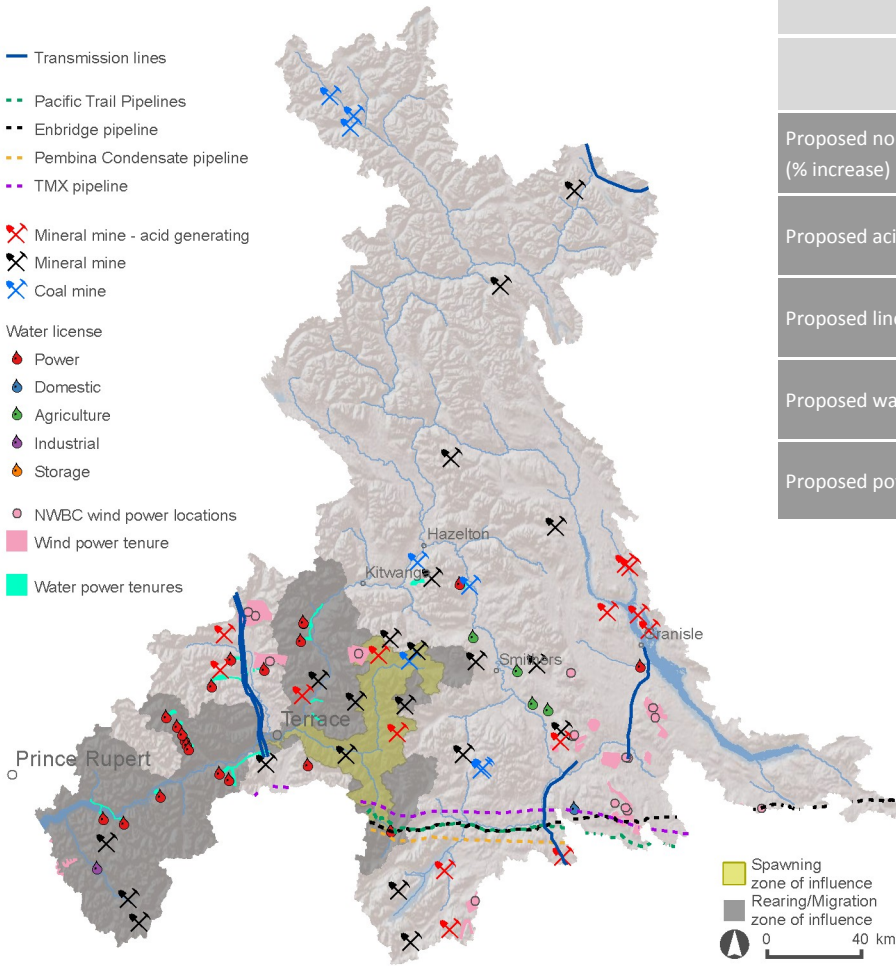 Transmission lines
Pacific Trail Pipelines
Enbridge pipeline
Pembina Condensate pipeline
TMX pipeline
Mineral mine - acid generating
Mineral mine
Coal mine
Water license
Power
Domestic
Agriculture
Industrial
Storage
NWBC wind power locations
Wind power tenure
Water power tenures
Hazelton
Kitwanga
Granisle
Smithers
Terrace
Prince Rupert
Proposed no
(% increase)
Proposed aci
Proposed line
Proposed wa
Proposed po
Spawning
zone of influence
Rearing/Migration
zone of influence
0 40 km